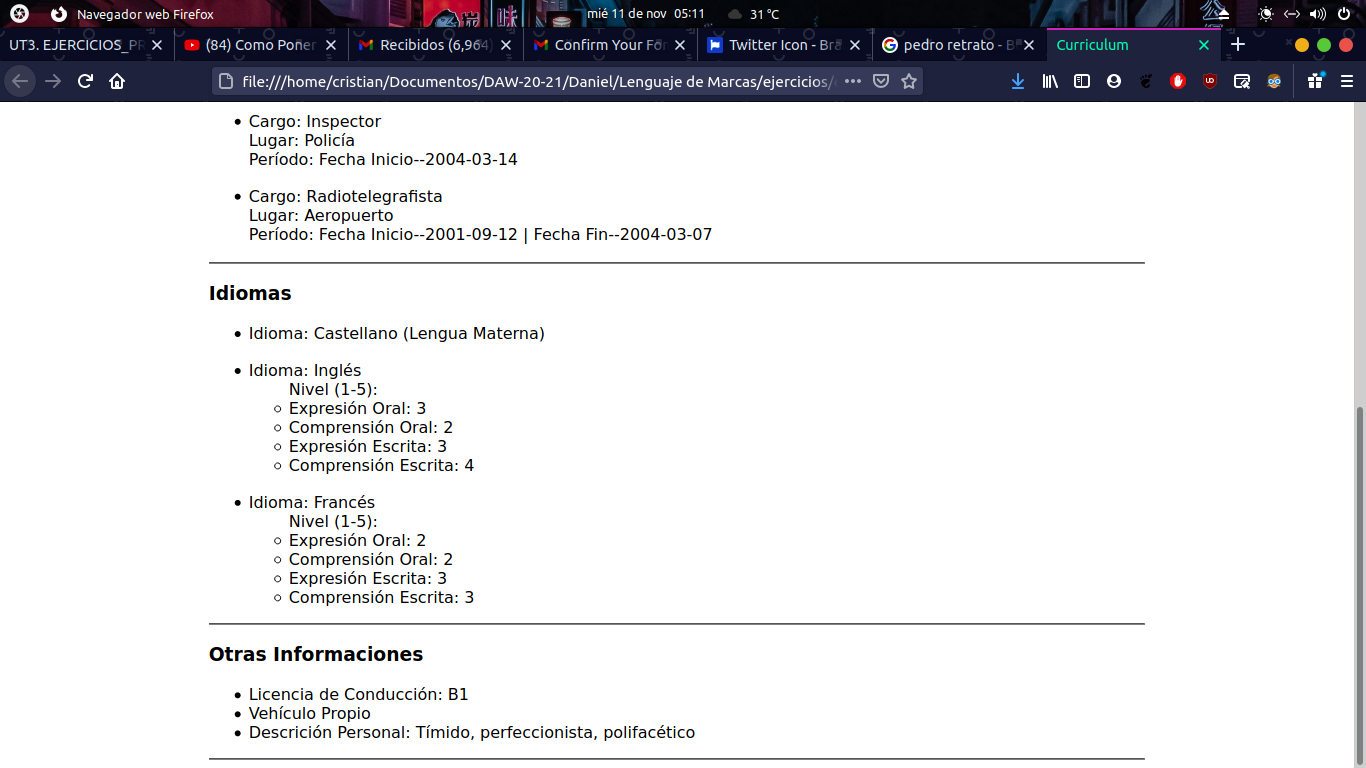 Navegador web Firefox
mié 11 de nov 05:11
31 °C
UT3. EJERCICIOS_PR
(84) Como Poner
Recibidos (6,964)
Confirm Your For
Twitter Icon - Bra
pedro retrato - B
Curriculum
file:///home/cristian/Documentos/DAW-20-21/Daniel/Lenguaje de Marcas/ejercicios/
• Cargo: Inspector
Lugar: Policía
Período: Fecha Inicio--2004-03-14
• Cargo: Radiotelegrafista
Lugar: Aeropuerto
Período: Fecha Inicio--2001-09-12 | Fecha Fin--2004-03-07
Idiomas
• Idioma: Castellano (Lengua Materna)
• Idioma: Inglés
Nivel (1-5):
◦ Expresión Oral: 3
◦ Comprensión Oral: 2
◦ Expresión Escrita: 3
◦ Comprensión Escrita: 4
• Idioma: Francés
Nivel (1-5):
◦ Expresión Oral: 2
◦ Comprensión Oral: 2
◦ Expresión Escrita: 3
◦ Comprensión Escrita: 3
Otras Informaciones
• Licencia de Conducción: B1
• Vehículo Propio
• Descrición Personal: Tímido, perfeccionista, polifacético